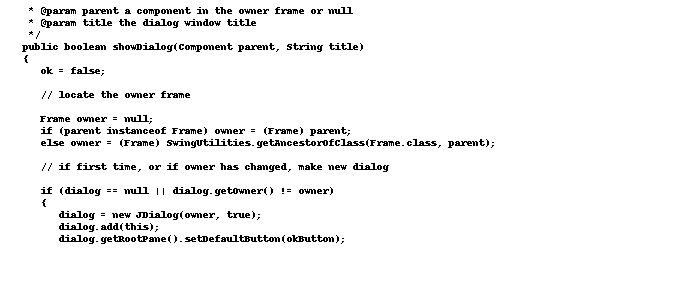 * @param parent a component in the owner frame or null
* @param title the dialog window title
*/
public boolean showDialog(Component parent, String title)
{
ok = false;
// locate the owner frame
Frame owner = null;
if (parent instanceof Frame) owner = (Frame) parent;
else owner = (Frame) SwingUtilities.getAncestorOfClass(Frame.class, parent);
// if first time, or if owner has changed, make new dialog
if (dialog == null || dialog.getOwner() != owner)
{
dialog = new JDialog(owner, true);
dialog.add(this);
dialog.getRootPane().setDefaultButton(okButton);